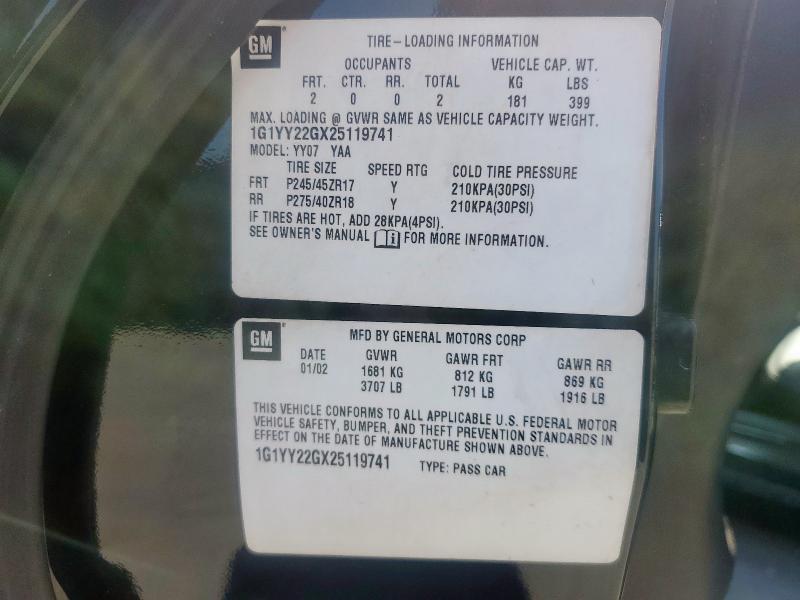 GM ® TIRE-LOADING INFORMATION
OCCUPANTS VEHICLE CAP. WT.
FRT. CTR. RR. TOTAL KG LBS
2 0 0 2 181 399
MAX. LOADING @ GVWR SAME AS VEHICLE CAPACITY WEIGHT.
1G1YY22GX25119741
MODEL: YY07 YAA
TIRE SIZE SPEED RTG COLD TIRE PRESSURE
FRT P245/45ZR17 Y 210KPA(30PSI)
RR P275/40ZR18 Y 210KPA(30PSI)
IF TIRES ARE HOT, ADD 28KPA(4PSI).
SEE OWNER'S MANUAL FOR MORE INFORMATION.
GM ® MFD BY GENERAL MOTORS CORP
DATE GVWR GAWR FRT GAWR RR
01/02 1681 KG 812 KG 869 KG
3707 LB 1791 LB 1916 LB
THIS VEHICLE CONFORMS TO ALL APPLICABLE U.S. FEDERAL MOTOR
VEHICLE SAFETY, BUMPER, AND THEFT PREVENTION STANDARDS IN
EFFECT ON THE DATE OF MANUFACTURE SHOWN ABOVE.
1G1YY22GX25119741 TYPE: PASS CAR